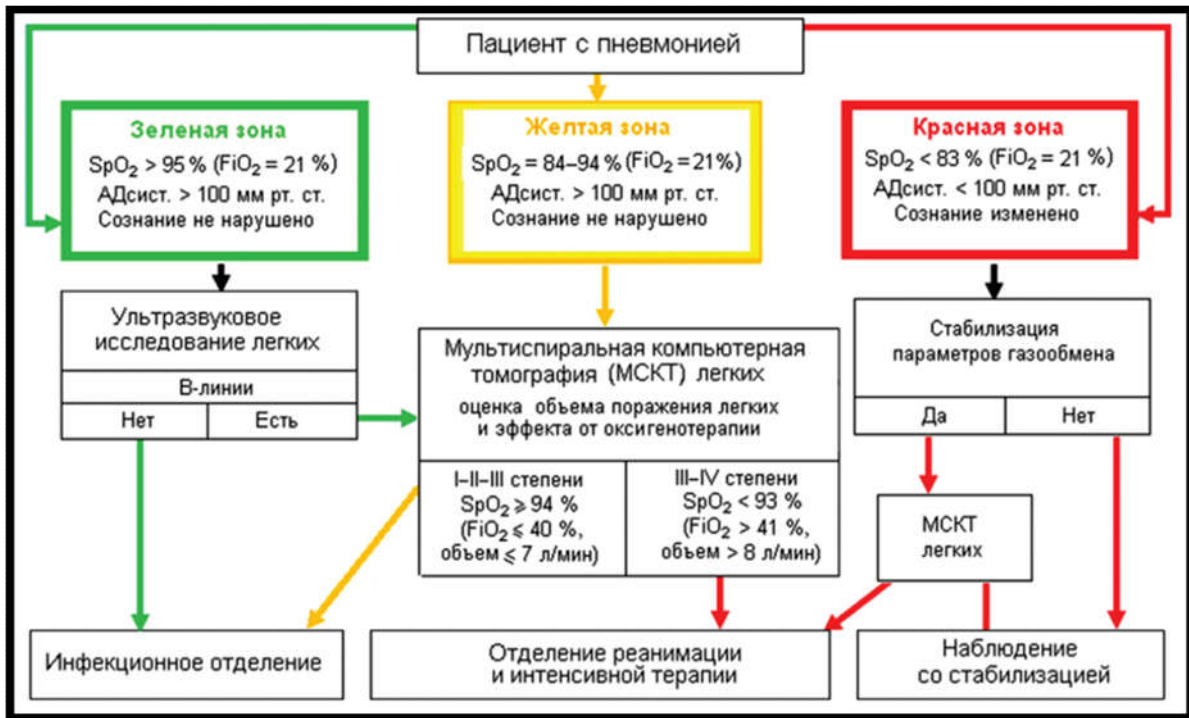 Пациент с пневмонией
Зеленая зона
SpO₂ > 95 % (FiO₂ = 21 %)
АДсист. > 100 мм рт. ст.
Сознание не нарушено
Желтая зона
SpO₂ = 84–94 % (FiO₂ = 21%)
АДсист. > 100 мм рт. ст.
Сознание не нарушено
Красная зона
SpO₂ < 83 % (FiO₂ = 21 %)
АДсист. < 100 мм рт. ст.
Сознание изменено
Ультразвуковое
исследование легких
В-линии
Нет
Есть
Мультиспиральная компьютерная
томография (МСКТ) легких
оценка объема поражения легких
и эффекта от оксигенотерапии
I–II–III степени
SpO₂ ⩾ 94 %
(FiO₂ ⩽ 40 %,
объем ⩽ 7 л/мин)
III–IV степени
SpO₂ < 93 %
(FiO₂ > 41 %,
объем > 8 л/мин)
Стабилизация
параметров газообмена
Да
Нет
МСКТ
легких
Инфекционное отделение
Отделение реанимации
и интенсивной терапии
Наблюдение
со стабилизацией